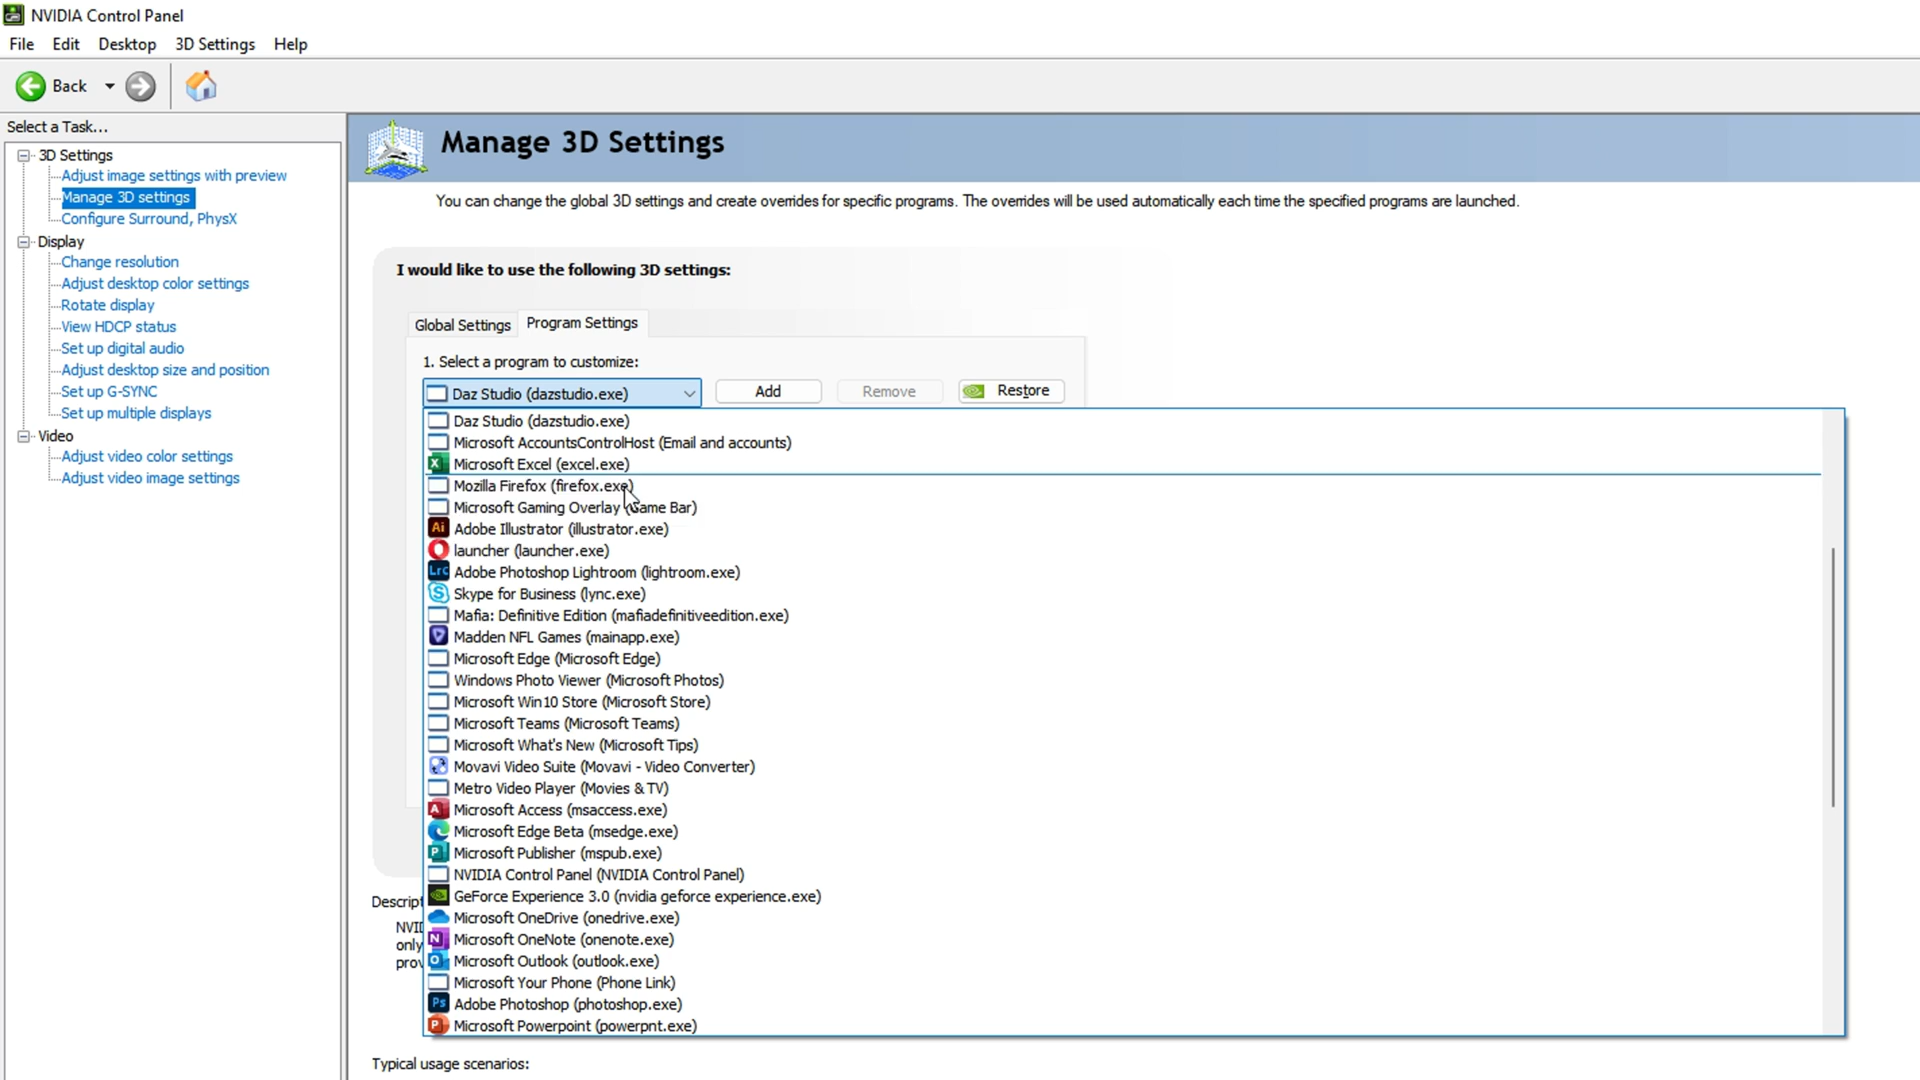 NVIDIA Control Panel
File Edit Desktop 3D Settings Help
Back
Select a Task...
3D Settings
Adjust image settings with preview
Manage 3D settings
Configure Surround, PhysX
Display
Change resolution
Adjust desktop color settings
Rotate display
View HDCP status
Set up digital audio
Adjust desktop size and position
Set up G-SYNC
Set up multiple displays
Video
Adjust video color settings
Adjust video image settings
Manage 3D Settings
You can change the global 3D settings and create overrides for specific programs. The overrides will be used automatically each time the specified programs are launched.
I would like to use the following 3D settings:
Global Settings Program Settings
1. Select a program to customize:
Daz Studio (dazstudio.exe) Add Remove Restore
Daz Studio (dazstudio.exe)
Microsoft AccountsControlHost (Email and accounts)
Microsoft Excel (excel.exe)
Mozilla Firefox (firefox.exe)
Microsoft Gaming Overlay (Game Bar)
Ai Adobe Illustrator (illustrator.exe)
launcher (launcher.exe)
Lrc Adobe Photoshop Lightroom (lightroom.exe)
Skype for Business (lync.exe)
Mafia: Definitive Edition (mafiadefinitiveedition.exe)
Madden NFL Games (mainapp.exe)
Microsoft Edge (Microsoft Edge)
Windows Photo Viewer (Microsoft Photos)
Microsoft Win10 Store (Microsoft Store)
Microsoft Teams (Microsoft Teams)
Microsoft What's New (Microsoft Tips)
Movavi Video Suite (Movavi - Video Converter)
Metro Video Player (Movies & TV)
Microsoft Access (msaccess.exe)
Microsoft Edge Beta (msedge.exe)
Microsoft Publisher (mspub.exe)
NVIDIA Control Panel (NVIDIA Control Panel)
GeForce Experience 3.0 (nvidia geforce experience.exe)
Microsoft OneDrive (onedrive.exe)
Microsoft OneNote (onenote.exe)
Microsoft Outlook (outlook.exe)
Microsoft Your Phone (Phone Link)
Ps Adobe Photoshop (photoshop.exe)
Microsoft Powerpoint (powerpnt.exe)
Descript
NVI
only
prov
Typical usage scenarios: